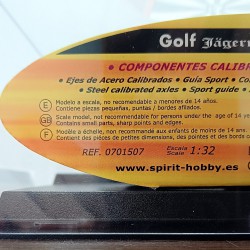 Golf Jäger
• COMPONENTES CALIBR
• Ejes de Acero Calibrados • Guía Sport • Co
• Steel calibrated axles • Sport guide •
E Modelo a escala, no recomendable a menores de 14 años.
Contiene piezas pequeñas, puntas / bordes afilados.
GB Scale model, not recommended for persons under the age of 14 ye
Contains small parts, sharp points and edges.
F Modèle à échelle, non recommandé aux enfants de moins de 14 ans.
Contient des pièces de petites dimensions, des pointes et des bords c
REF. 0701507 Escala 1:32
Scale
www.spirit-hobby.es